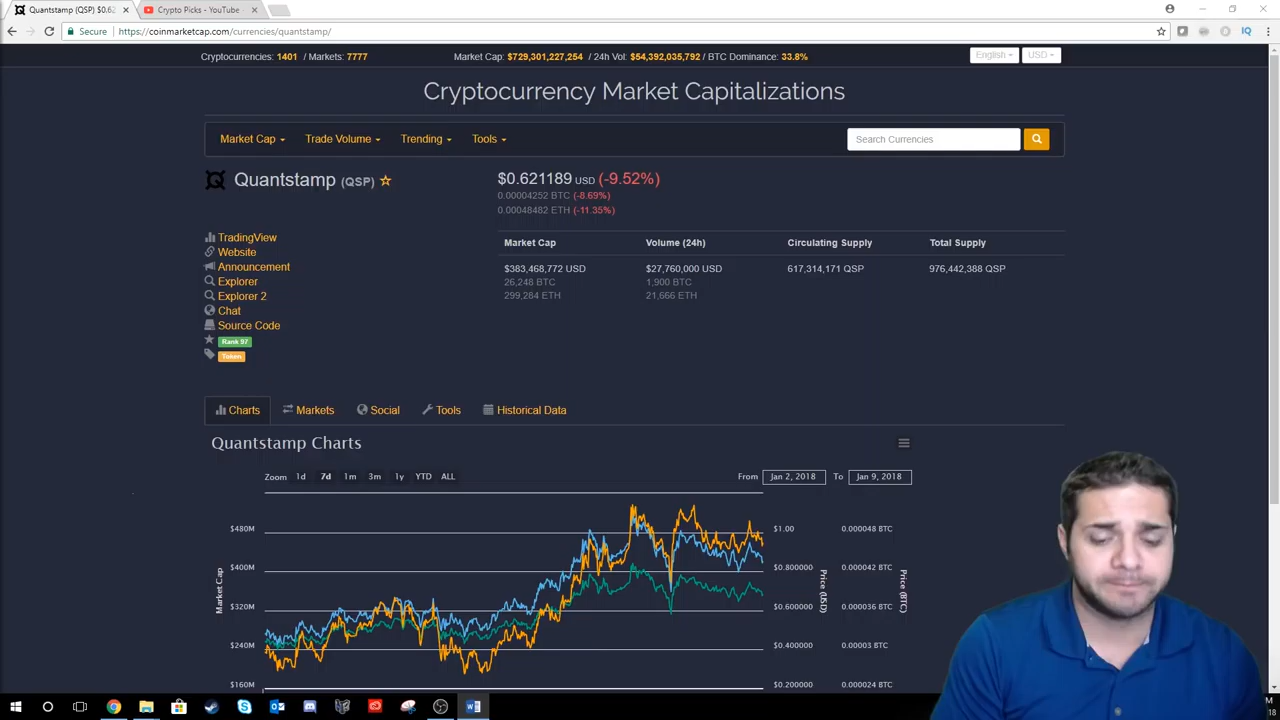 Quantstamp (QSP) $0.62
Crypto Picks - YouTube
Secure
https://coinmarketcap.com/currencies/quantstamp/
Cryptocurrencies: 1401 / Markets: 7777
Market Cap: $729,301,227,254 / 24h Vol: $54,392,035,792 / BTC Dominance: 33.8%
English
USD
Cryptocurrency Market Capitalizations
Market Cap
Trade Volume
Trending
Tools
Search Currencies
Quantstamp (QSP)
$0.621189 USD (-9.52%)
0.00004252 BTC (-8.69%)
0.00048482 ETH (-11.35%)
TradingView
Website
Announcement
Explorer
Explorer 2
Chat
Source Code
Rank 97
Token
Market Cap
Volume (24h)
Circulating Supply
Total Supply
$383,468,772 USD
$27,760,000 USD
617,314,171 QSP
976,442,388 QSP
26,248 BTC
1,900 BTC
299,284 ETH
21,666 ETH
Charts
Markets
Social
Tools
Historical Data
Quantstamp Charts
Zoom 1d 7d 1m 3m 1y YTD ALL
From Jan 2, 2018 To Jan 9, 2018
$480M
$400M
$320M
$240M
$160M
Market Cap
$1.00
$0.800000
$0.600000
$0.400000
$0.200000
Price (USD)
0.000048 BTC
0.000042 BTC
0.000036 BTC
0.00003 BTC
0.000024 BTC
Price (BTC)
M
18